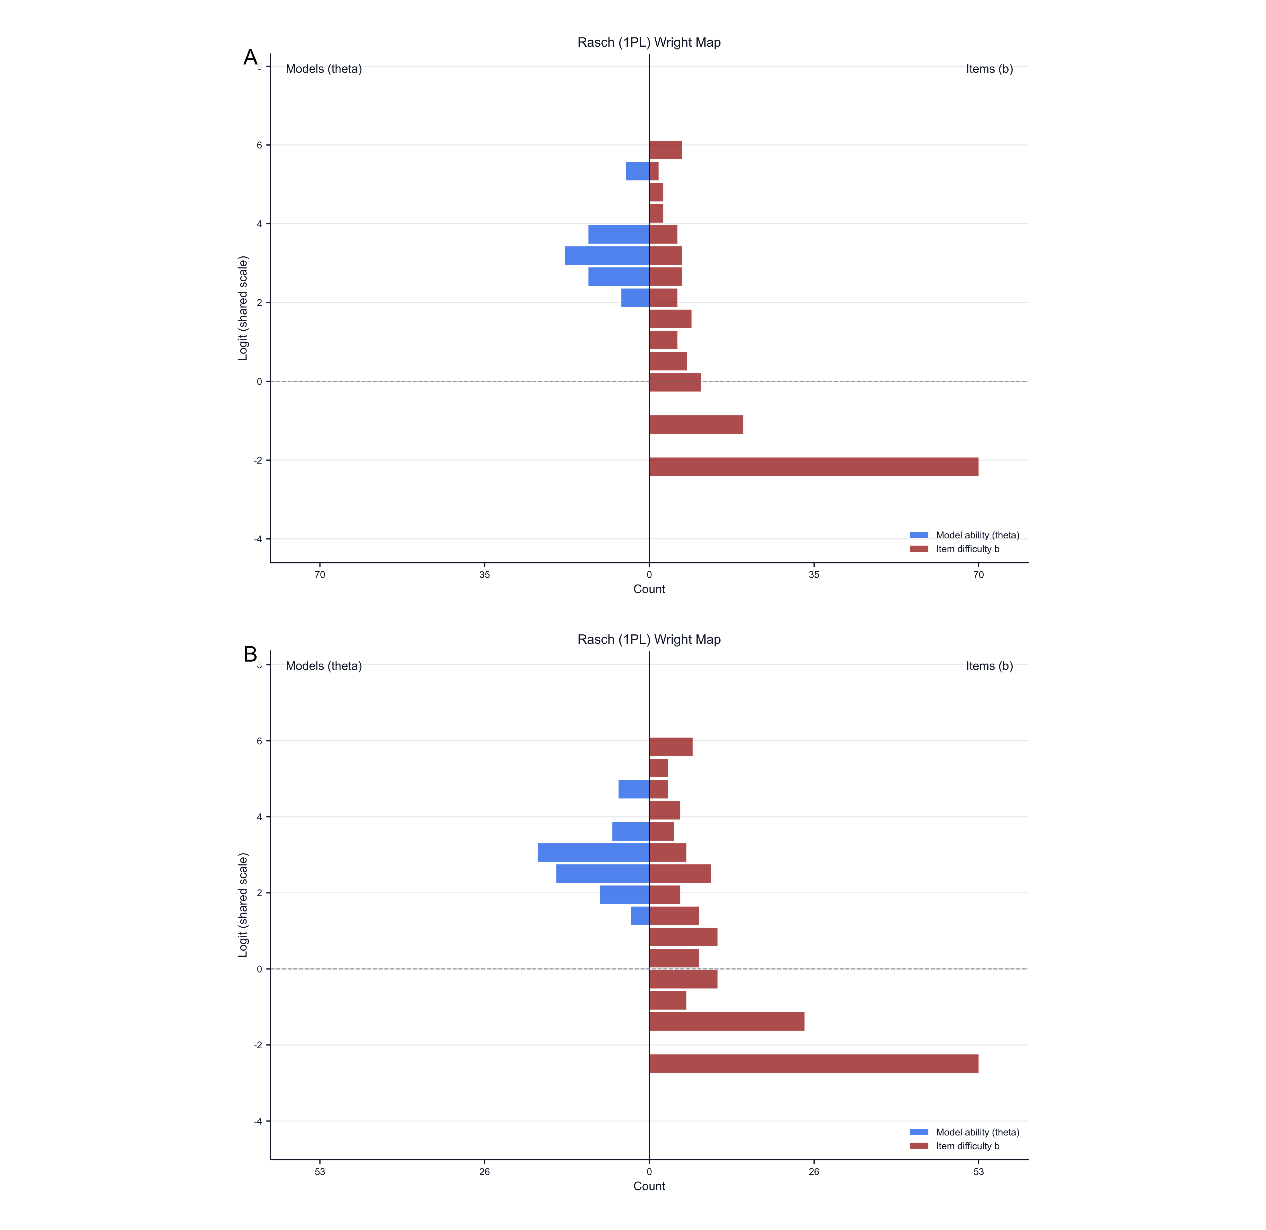 A
Rasch (1PL) Wright Map
Models (theta)
Items (b)
6
4
2
0
-2
-4
Logit (shared scale)
Model ability (theta)
Item difficulty b
70 35 0 35 70
Count
B
Rasch (1PL) Wright Map
Models (theta)
Items (b)
6
4
2
0
-2
-4
Logit (shared scale)
Model ability (theta)
Item difficulty b
53 26 0 26 53
Count